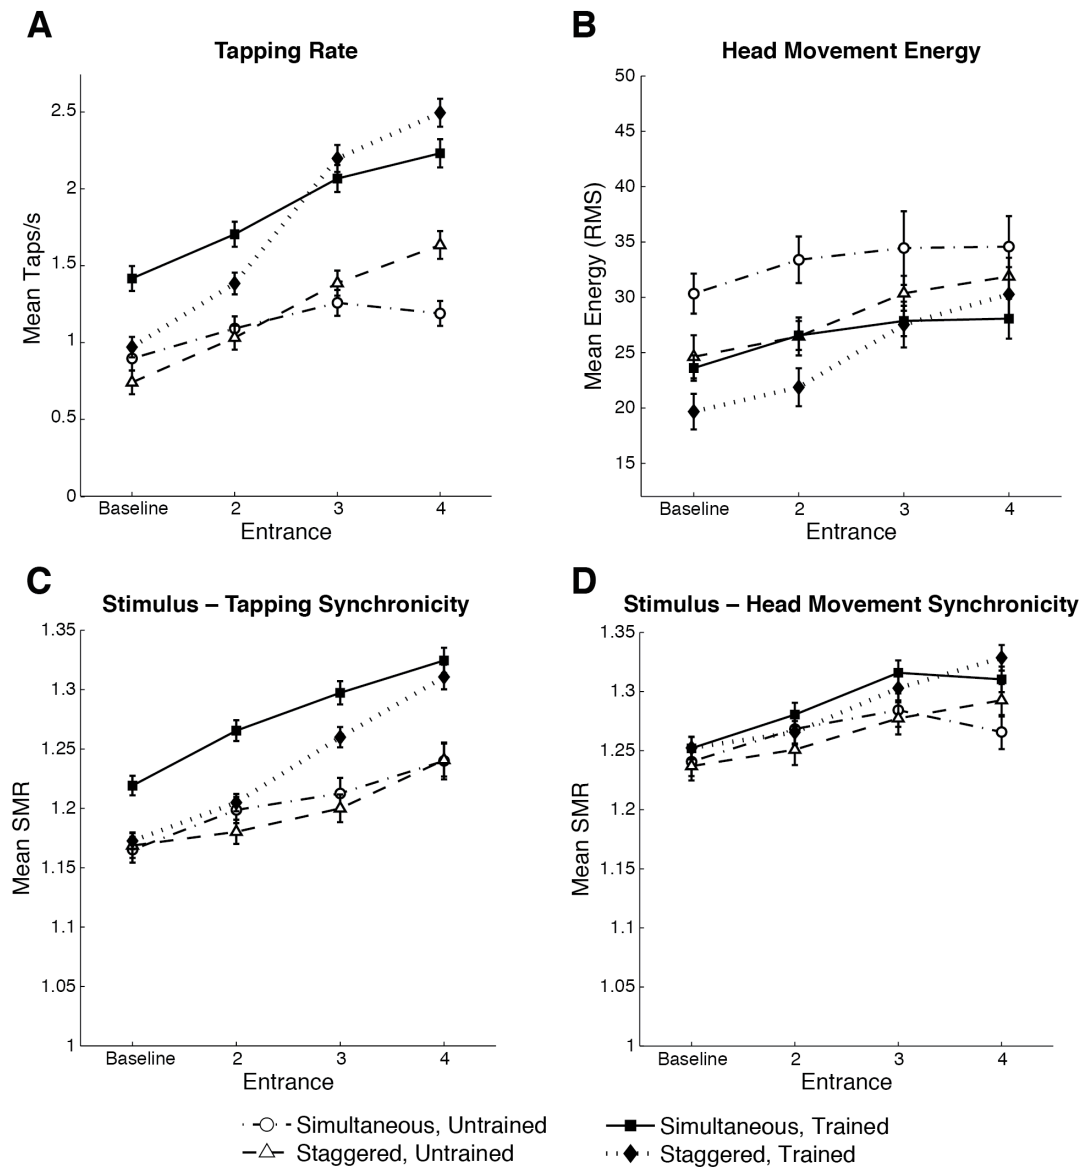 A
Tapping Rate
2.5
2
1.5
1
0.5
0
Mean Taps/s
Baseline 2 3 4
Entrance
B
Head Movement Energy
50
45
40
35
30
25
20
15
Mean Energy (RMS)
Baseline 2 3 4
Entrance
C
Stimulus – Tapping Synchronicity
1.35
1.3
1.25
1.2
1.15
1.1
1.05
1
Mean SMR
Baseline 2 3 4
Entrance
D
Stimulus – Head Movement Synchronicity
1.35
1.3
1.25
1.2
1.15
1.1
1.05
1
Mean SMR
Baseline 2 3 4
Entrance
Simultaneous, Untrained
Staggered, Untrained
Simultaneous, Trained
Staggered, Trained